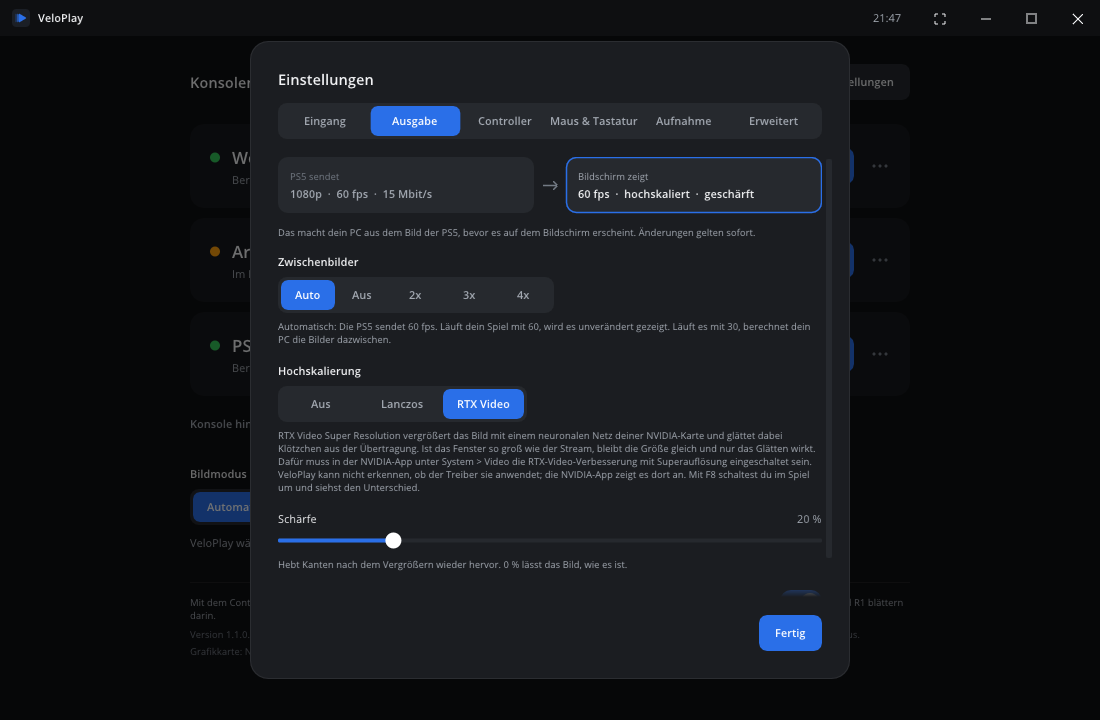 VeloPlay
21:47
Konsolen
ellungen
Einstellungen
Eingang
Ausgabe
Controller
Maus & Tastatur
Aufnahme
Erweitert
PS5 sendet
1080p · 60 fps · 15 Mbit/s
→
Bildschirm zeigt
60 fps · hochskaliert · geschärft
Das macht dein PC aus dem Bild der PS5, bevor es auf dem Bildschirm erscheint. Änderungen gelten sofort.
Zwischenbilder
Auto
Aus
2x
3x
4x
Automatisch: Die PS5 sendet 60 fps. Läuft dein Spiel mit 60, wird es unverändert gezeigt. Läuft es mit 30, berechnet dein
PC die Bilder dazwischen.
Hochskalierung
Aus
Lanczos
RTX Video
RTX Video Super Resolution vergrößert das Bild mit einem neuronalen Netz deiner NVIDIA-Karte und glättet dabei
Klötzchen aus der Übertragung. Ist das Fenster so groß wie der Stream, bleibt die Größe gleich und nur das Glätten wirkt.
Dafür muss in der NVIDIA-App unter System > Video die RTX-Video-Verbesserung mit Superauflösung eingeschaltet sein.
VeloPlay kann nicht erkennen, ob der Treiber sie anwendet; die NVIDIA-App zeigt es dort an. Mit F8 schaltest du im Spiel
um und siehst den Unterschied.
Schärfe
20 %
Hebt Kanten nach dem Vergrößern wieder hervor. 0 % lässt das Bild, wie es ist.
Fertig
We
Ber
Ar
Im
PS
Ber
Konsole hin
Bildmodus
Automa
VeloPlay wä
Mit dem Cont
darin.
d R1 blättern
Version 1.1.0.
us.
Grafikkarte: N